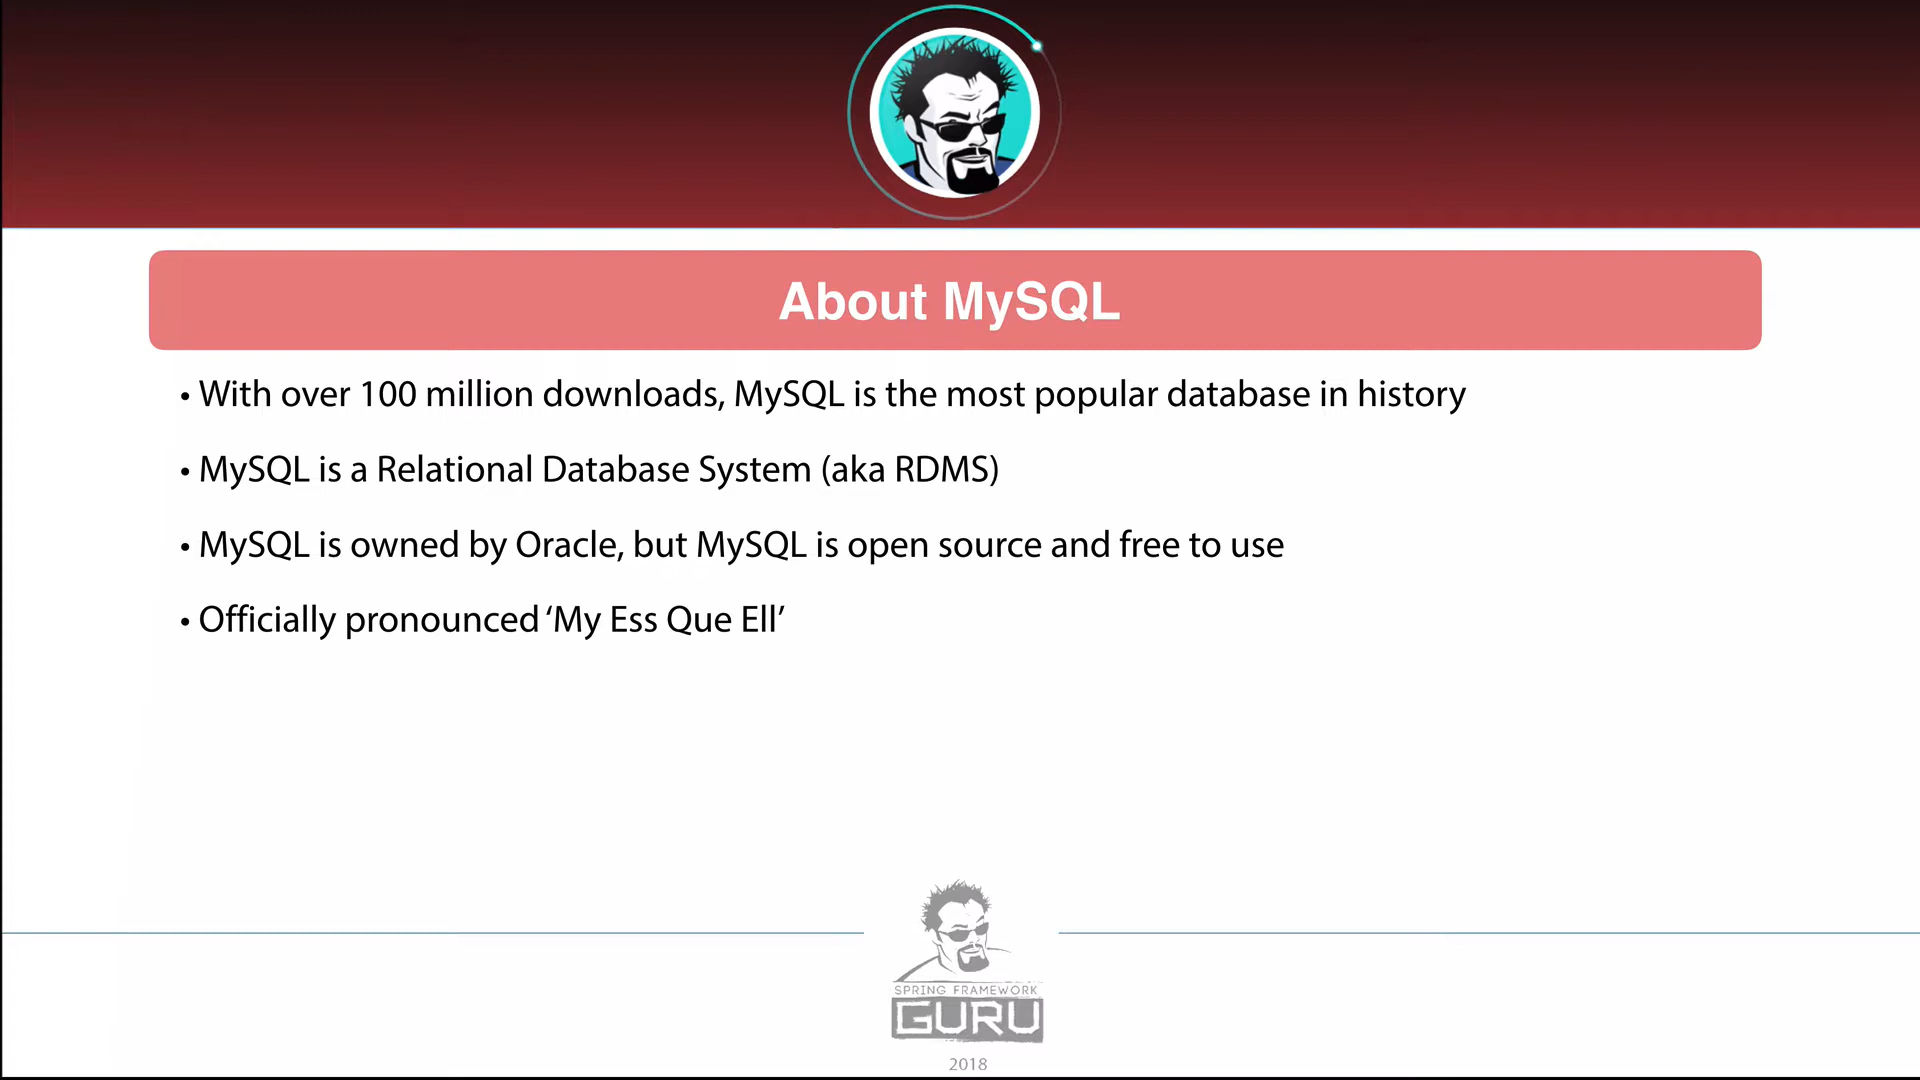 About MySQL
• With over 100 million downloads, MySQL is the most popular database in history
• MySQL is a Relational Database System (aka RDMS)
• MySQL is owned by Oracle, but MySQL is open source and free to use
• Officially pronounced ‘My Ess Que Ell’
SPRING FRAMEWORK
GURU
2018